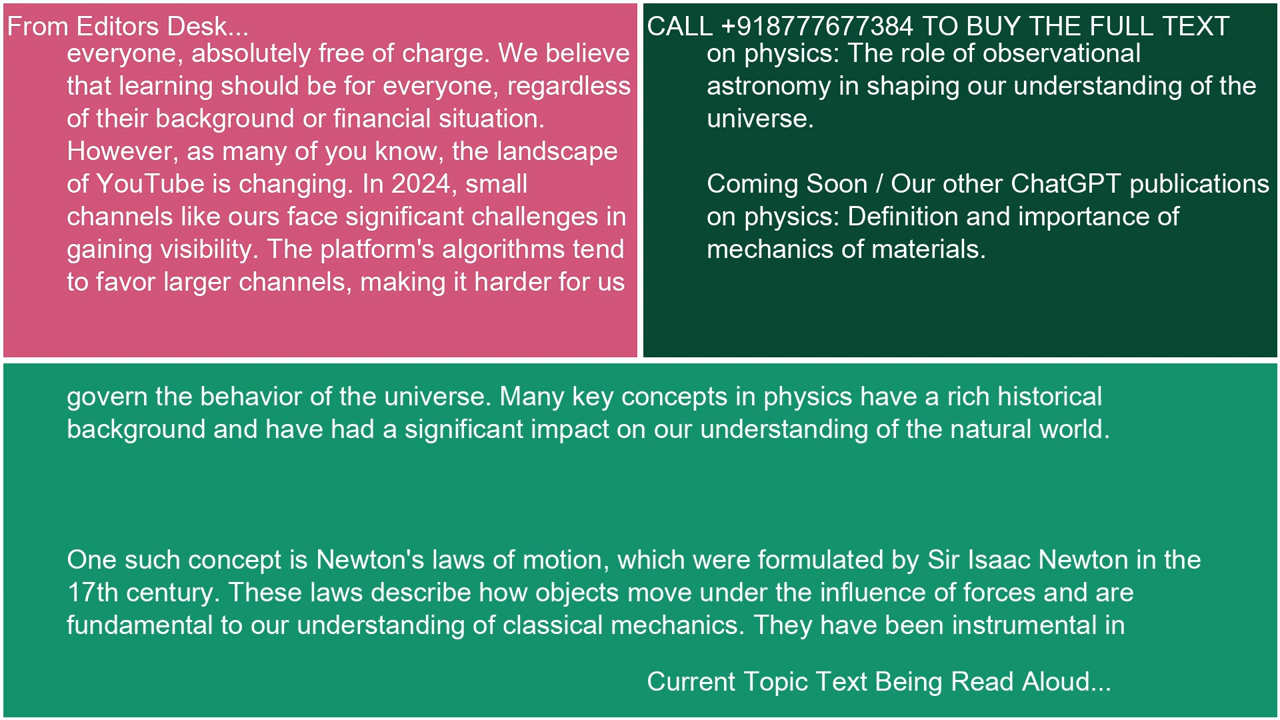 From Editors Desk...
everyone, absolutely free of charge. We believe
that learning should be for everyone, regardless
of their background or financial situation.
However, as many of you know, the landscape
of YouTube is changing. In 2024, small
channels like ours face significant challenges in
gaining visibility. The platform's algorithms tend
to favor larger channels, making it harder for us
CALL +918777677384 TO BUY THE FULL TEXT
on physics: The role of observational
astronomy in shaping our understanding of the
universe.
Coming Soon / Our other ChatGPT publications
on physics: Definition and importance of
mechanics of materials.
govern the behavior of the universe. Many key concepts in physics have a rich historical
background and have had a significant impact on our understanding of the natural world.
One such concept is Newton's laws of motion, which were formulated by Sir Isaac Newton in the
17th century. These laws describe how objects move under the influence of forces and are
fundamental to our understanding of classical mechanics. They have been instrumental in
Current Topic Text Being Read Aloud...